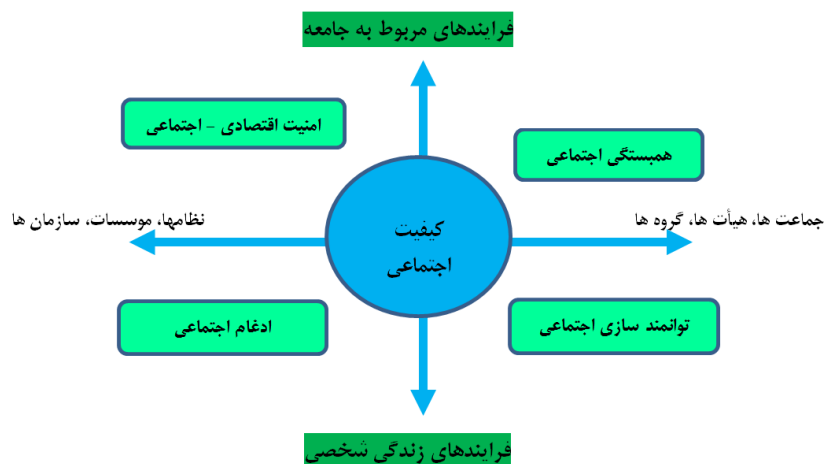 فرایندهای مربوط به جامعه
امنیت اقتصادی - اجتماعی
همبستگی اجتماعی
جماعت ها، هیأت ها، گروه ها
کیفیت
اجتماعی
نظامها، موسسات، سازمان ها
توانمند سازی اجتماعی
ادغام اجتماعی
فرایندهای زندگی شخصی